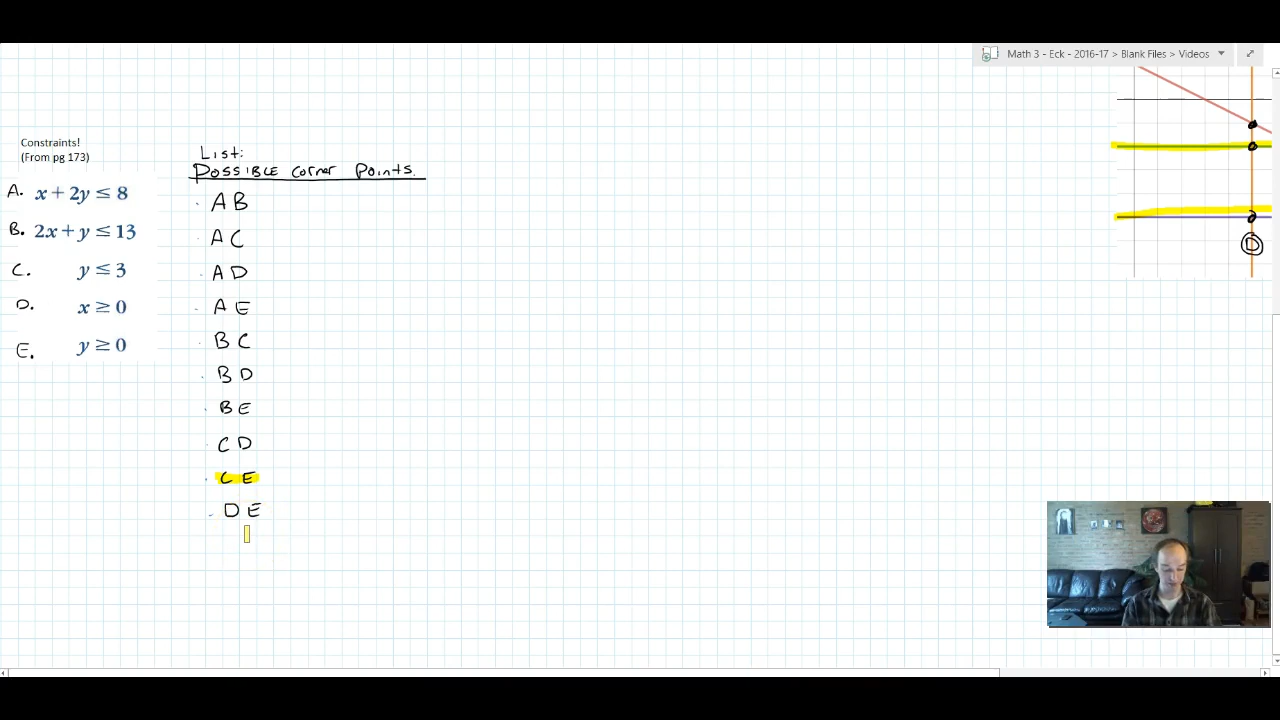 Math 3 - Eck - 2016-17 > Blank Files > Videos
Constraints!
(From pg 173)
A. x + 2y ≤ 8
B. 2x + y ≤ 13
C. y ≤ 3
D. x ≥ 0
E. y ≥ 0
List:
Possible corner Points.
A B
A C
A D
A E
B C
B D
B E
C D
C E
D E
D